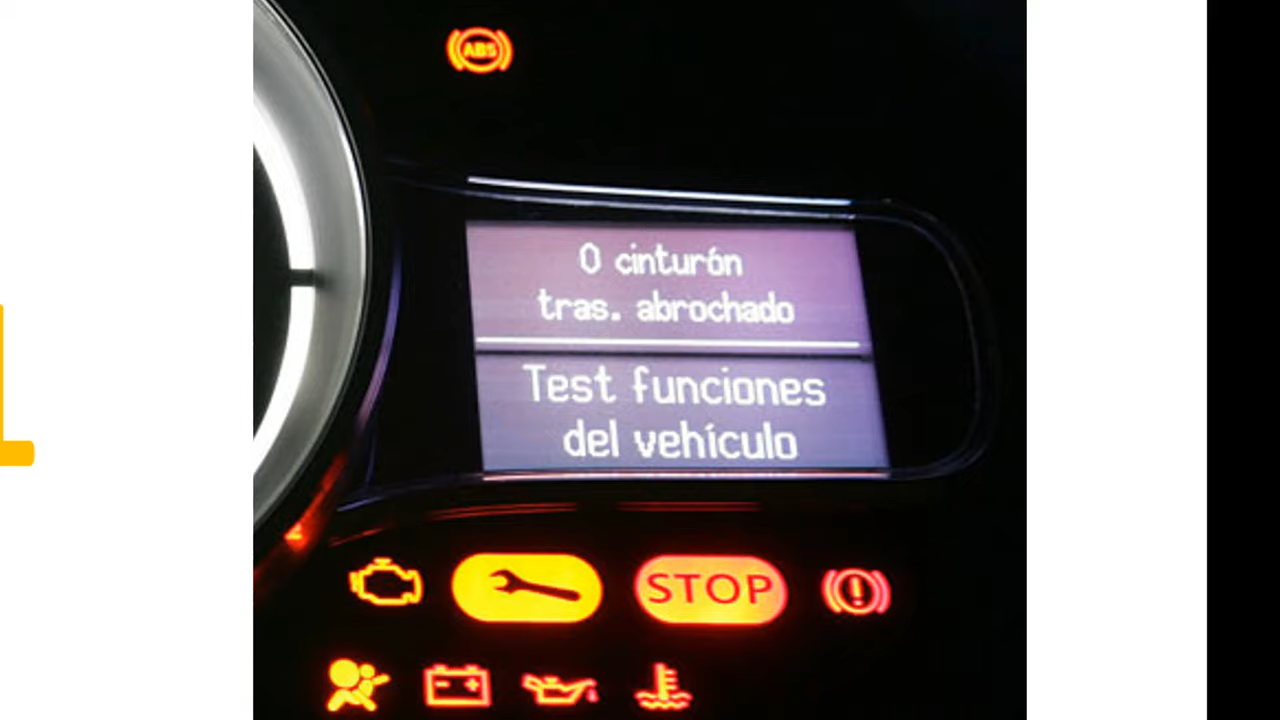 ABS
0 cinturón
tras. abrochado
Test funciones
del vehículo
STOP